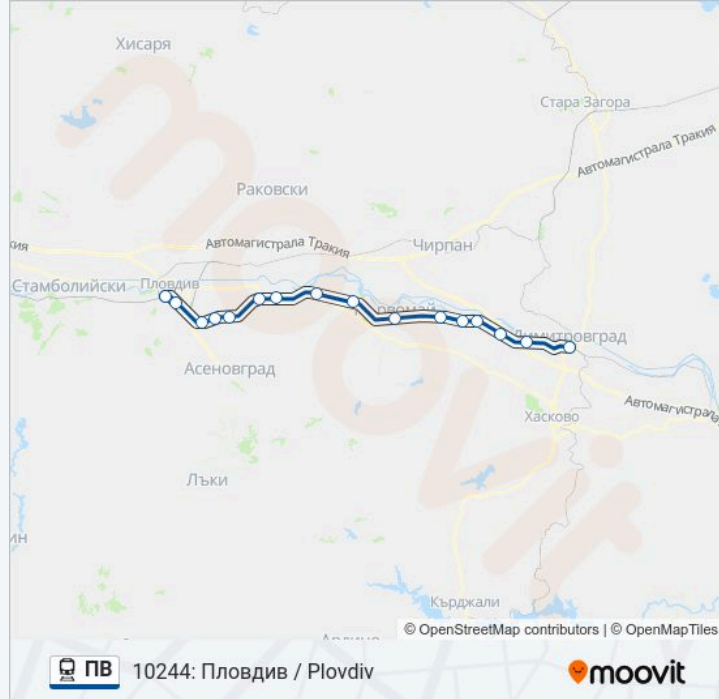 Хисаря
Стара Загора
Автомагистрала Тракия
Раковски
Автомагистрала Тракия
Чирпан
Стамболийски
Пловдив
Димитровград
Асеновград
Автомагистрала
Хасково
Лъки
Кърджали
© OpenStreetMap contributors | © OpenMapTiles
ПВ 10244: Пловдив / Plovdiv
moovit
moovit